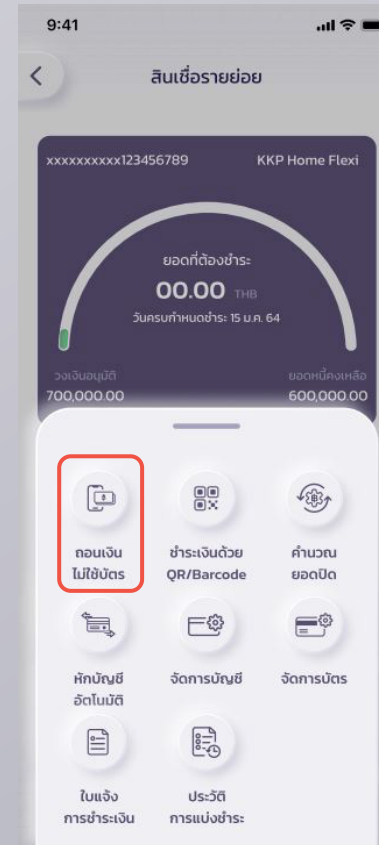 9:41
สินเชื่อรายย่อย
xxxxxxxxxx123456789 KKP Home Flexi
ยอดที่ต้องชำระ
00.00 THB
วันครบกำหนดชำระ 15 ม.ค. 64
วงเงินอนุมัติ ยอดหนี้คงเหลือ
700,000.00 600,000.00
ถอนเงิน
ไม่ใช้บัตร
ชำระเงินด้วย
QR/Barcode
คำนวณ
ยอดปิด
หักบัญชี
อัตโนมัติ
จัดการบัญชี
จัดการบัตร
ใบแจ้ง
การชำระเงิน
ประวัติ
การแบ่งชำระ